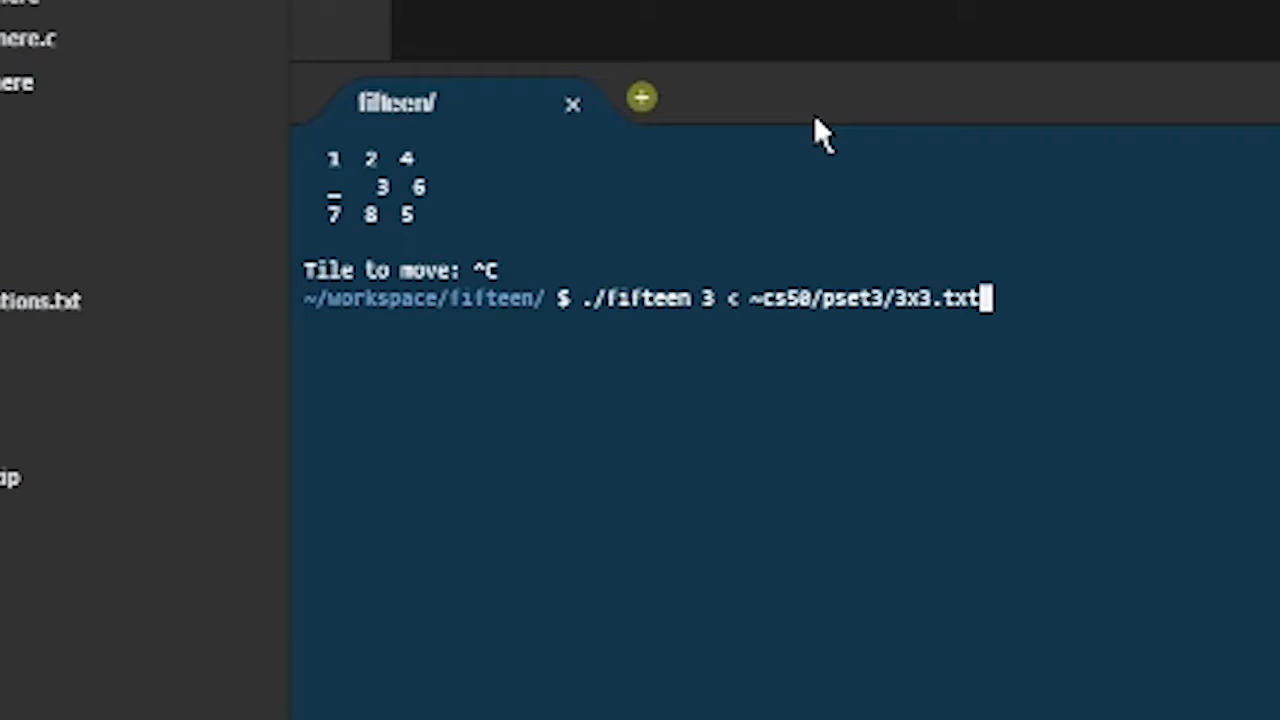 here.c
ere
fifteen/
1 2 4
_ 3 6
7 8 5
Tile to move: ^C
~/workspace/fifteen/ $ ./fifteen 3 c ~cs50/pset3/3x3.txt
tions.txt
ip